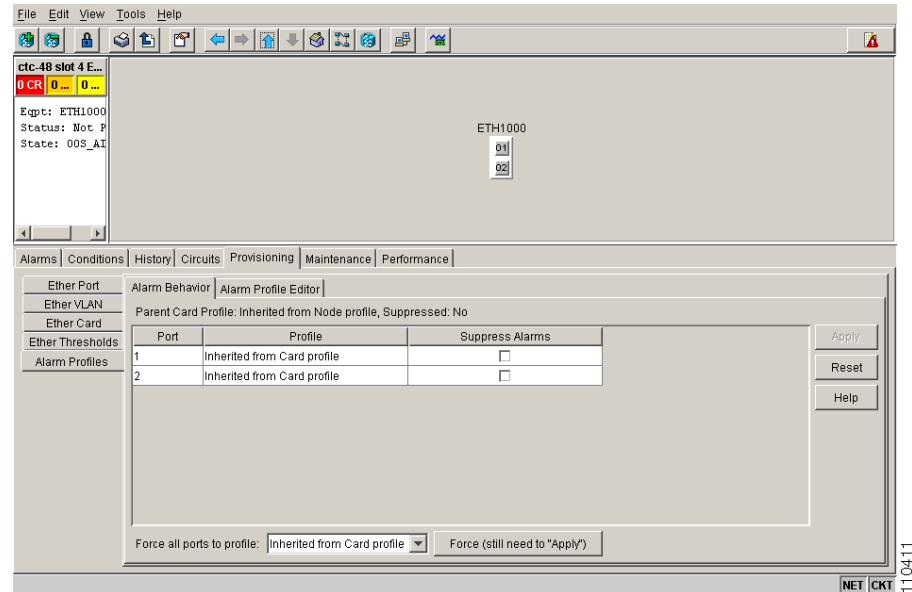 File Edit View Tools Help
ctc-48 slot 4 E...
0 CR 0 ... 0 ...
Eqpt: ETH1000
Status: Not P
State: OOS_AI
ETH1000
01
02
Alarms Conditions History Circuits Provisioning Maintenance Performance
Ether Port
Ether VLAN
Ether Card
Ether Thresholds
Alarm Profiles
Alarm Behavior Alarm Profile Editor
Parent Card Profile: Inherited from Node profile, Suppressed: No
Port Profile Suppress Alarms
1 Inherited from Card profile
2 Inherited from Card profile
Apply
Reset
Help
Force all ports to profile: Inherited from Card profile Force (still need to "Apply")
NET CKT
110411